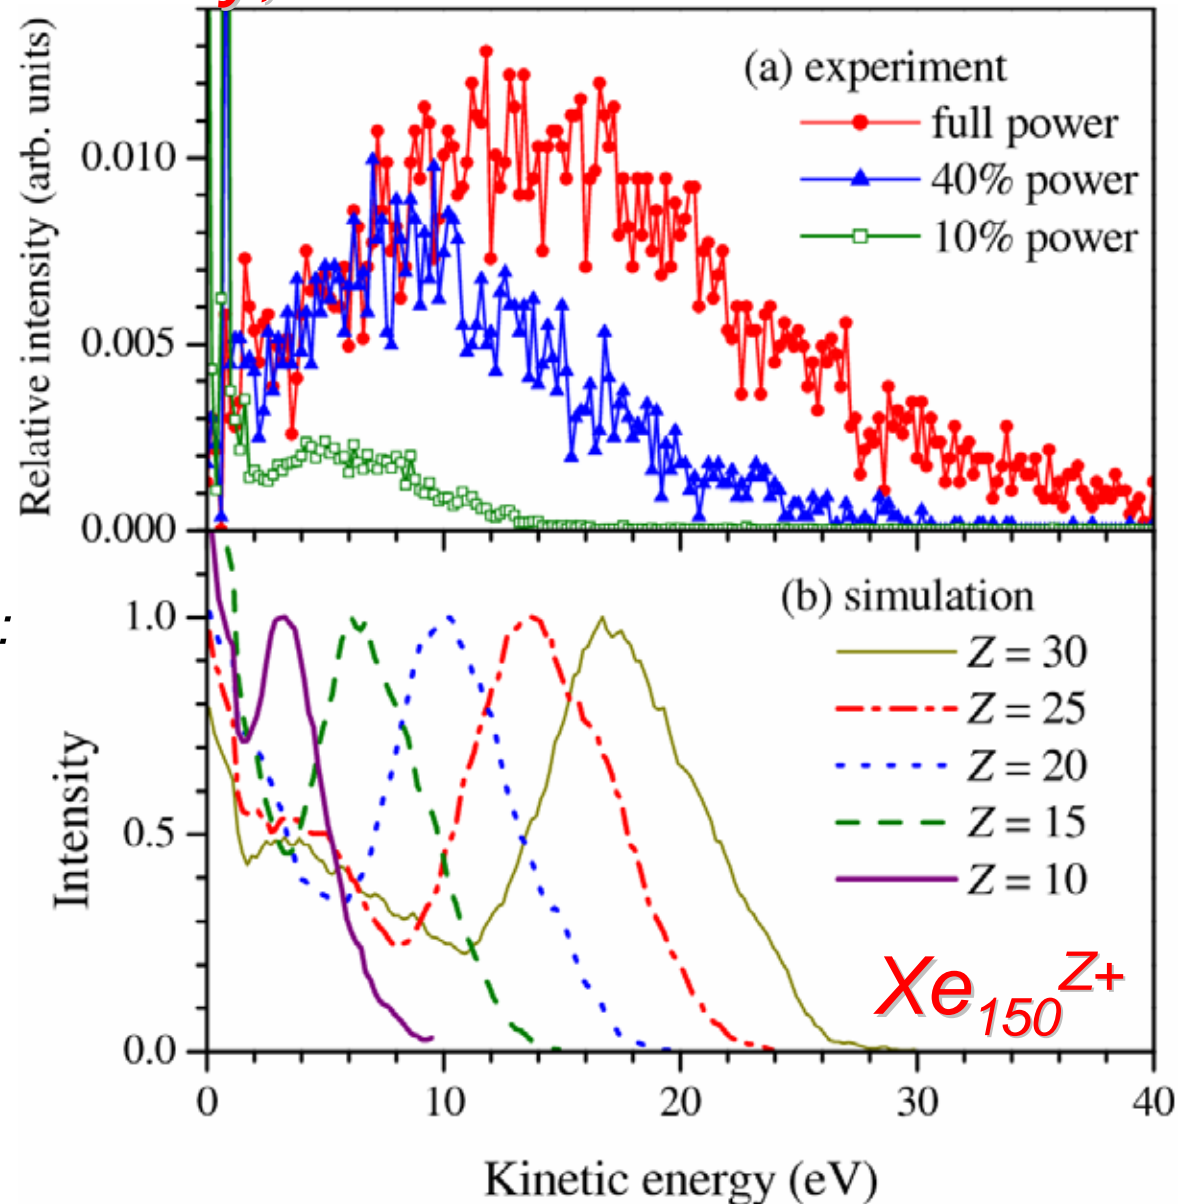 (a) experiment
full power
40% power
10% power
Relative intensity (arb. units)
0.010
0.005
0.000
(b) simulation
Z = 30
Z = 25
Z = 20
Z = 15
Z = 10
Xe150Z+
Intensity
1.0
0.5
0.0
:
0
10
20
30
40
Kinetic energy (eV)